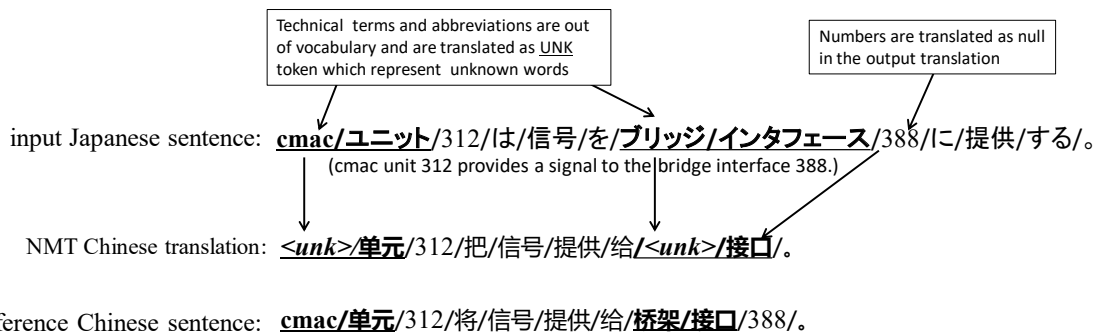 Technical terms and abbreviations are out
of vocabulary and are translated as UNK
token which represent unknown words
Numbers are translated as null
in the output translation
input Japanese sentence: cmac/ユニット/312/は/信号/を/ブリッジ/インタフェース/388/に/提供/する/。
(cmac unit 312 provides a signal to the bridge interface 388.)
NMT Chinese translation: <unk>/单元/312/把/信号/提供/给/<unk>/接口/。
ference Chinese sentence: cmac/单元/312/将/信号/提供/给/桥架/接口/388/。